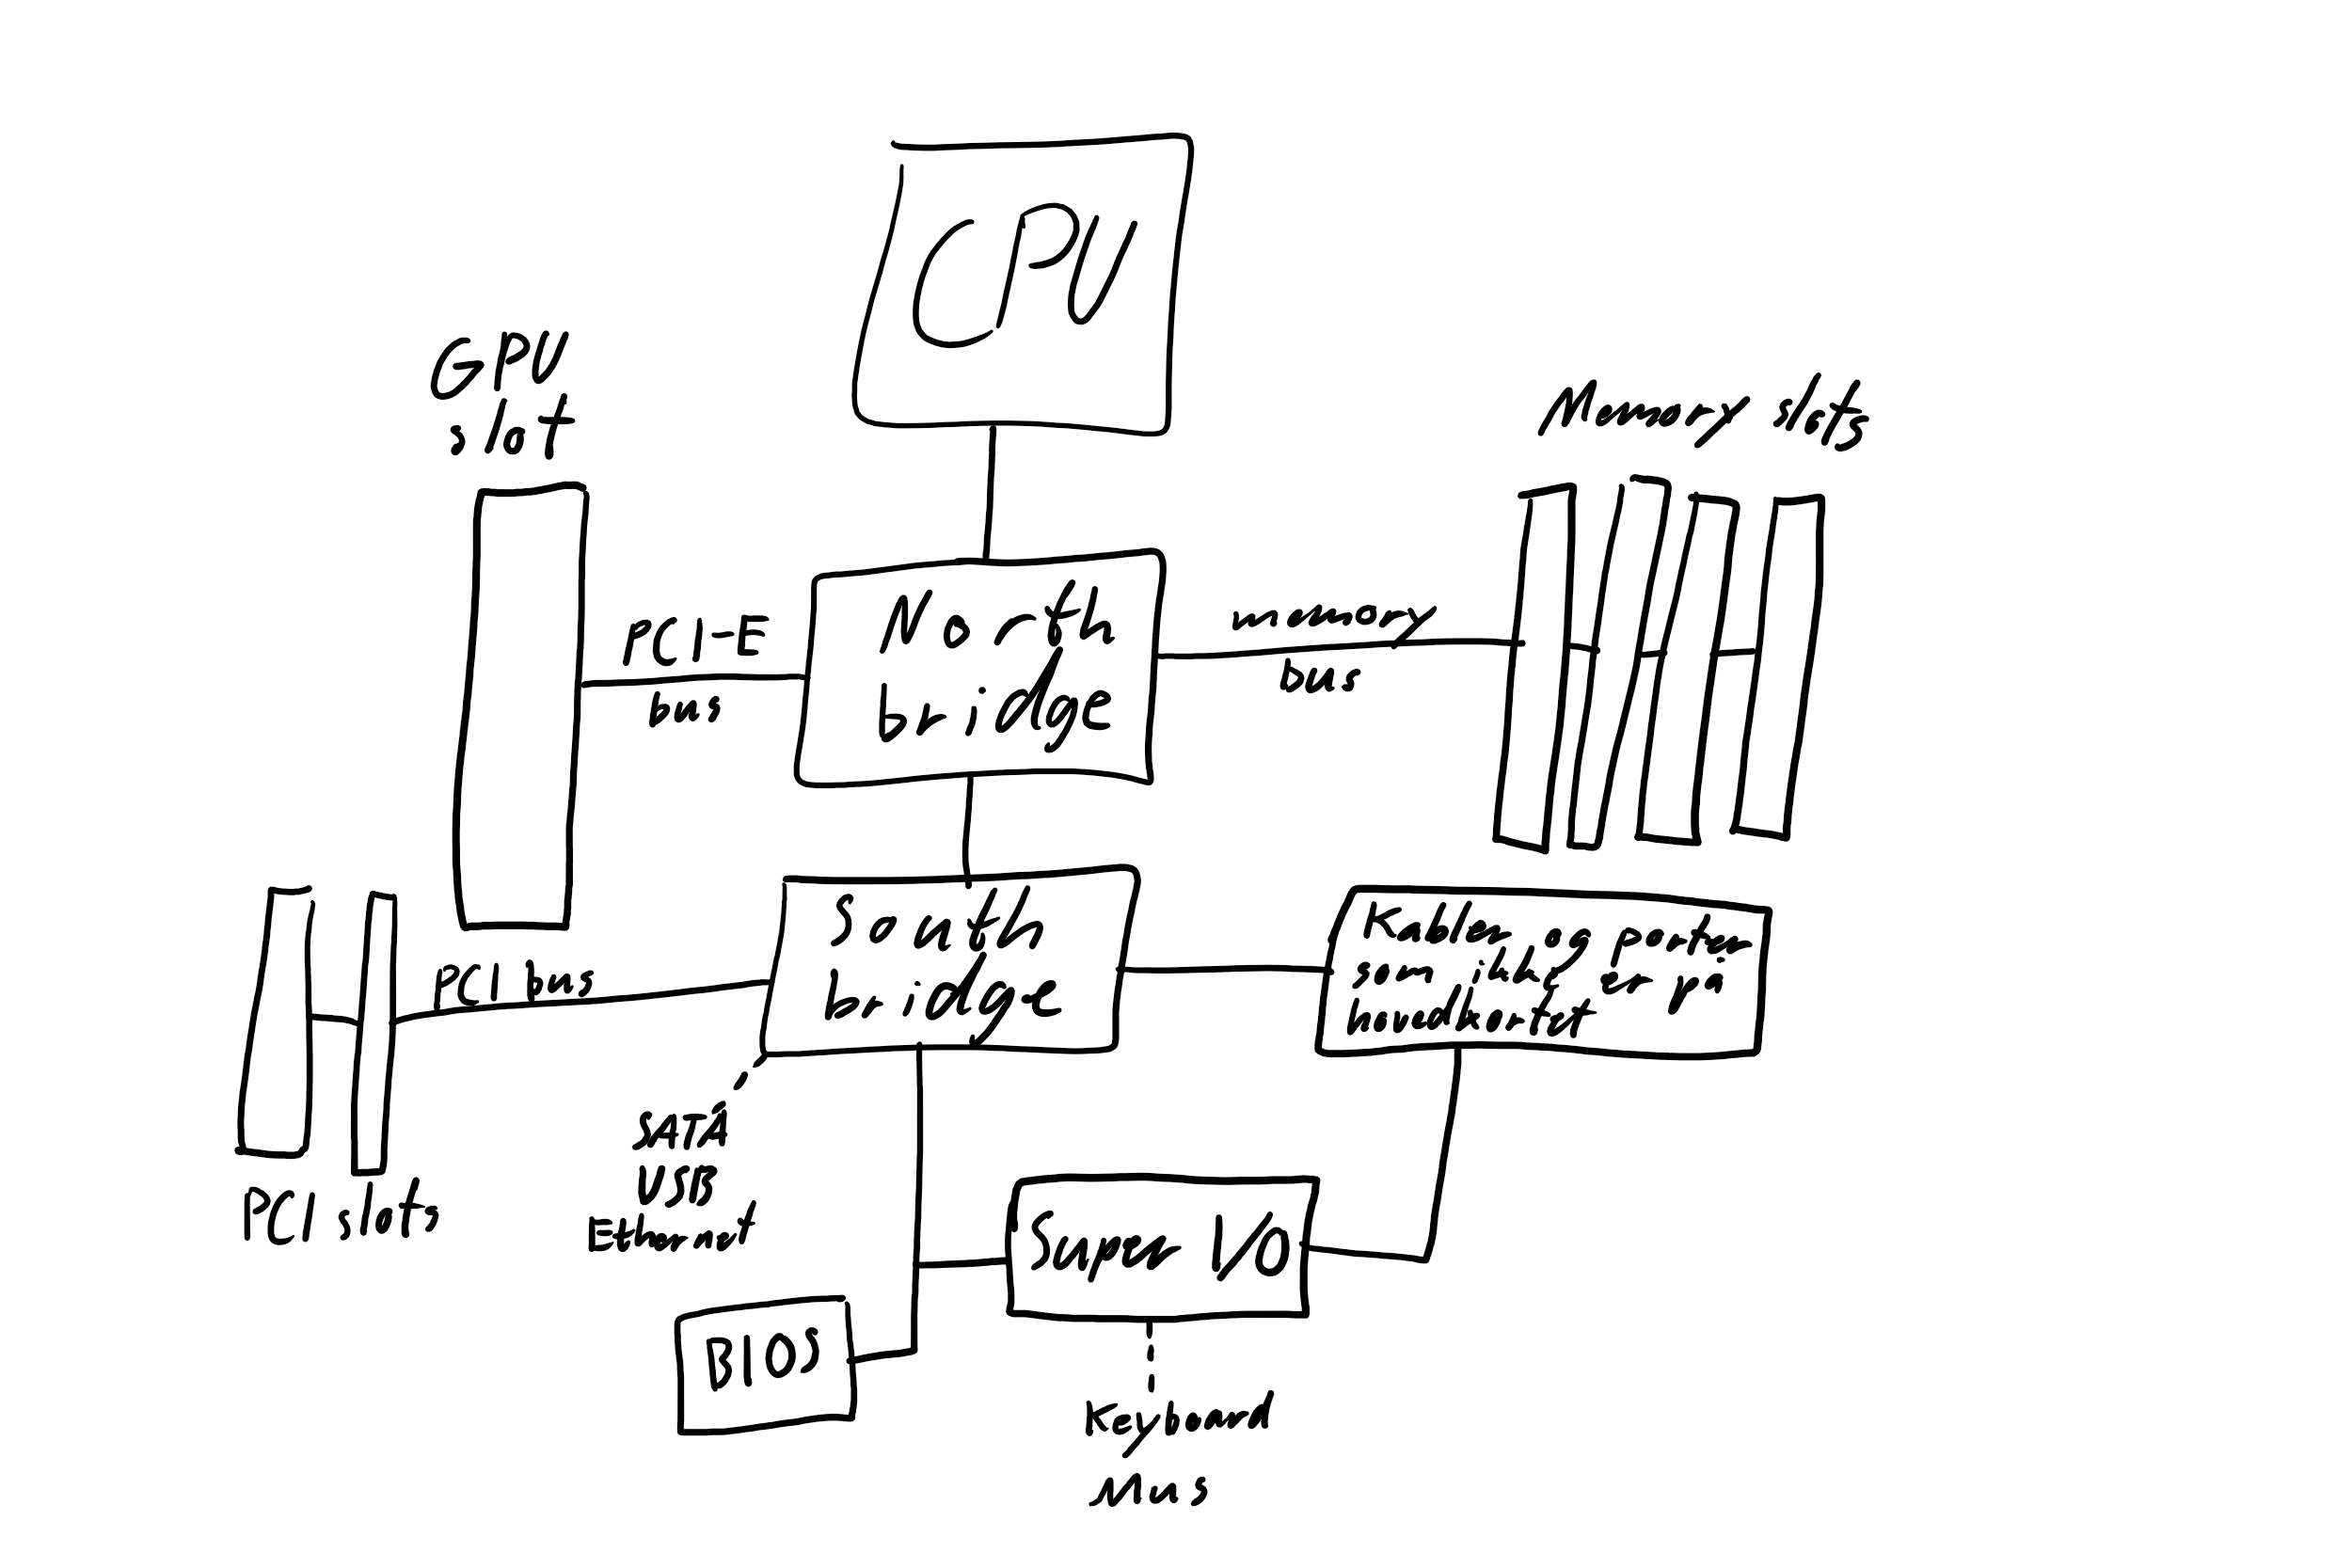 CPU
GPU
slot
Memory slots
PCI-E
bus
North
bridge
memory
bus
PCI bus
South
bridge
Kablen og porter
som ikke er på
hovedkortet
SATA
USB
Ethernet
PCI slots
Super I/O
BIOS
Keyboard
Mus